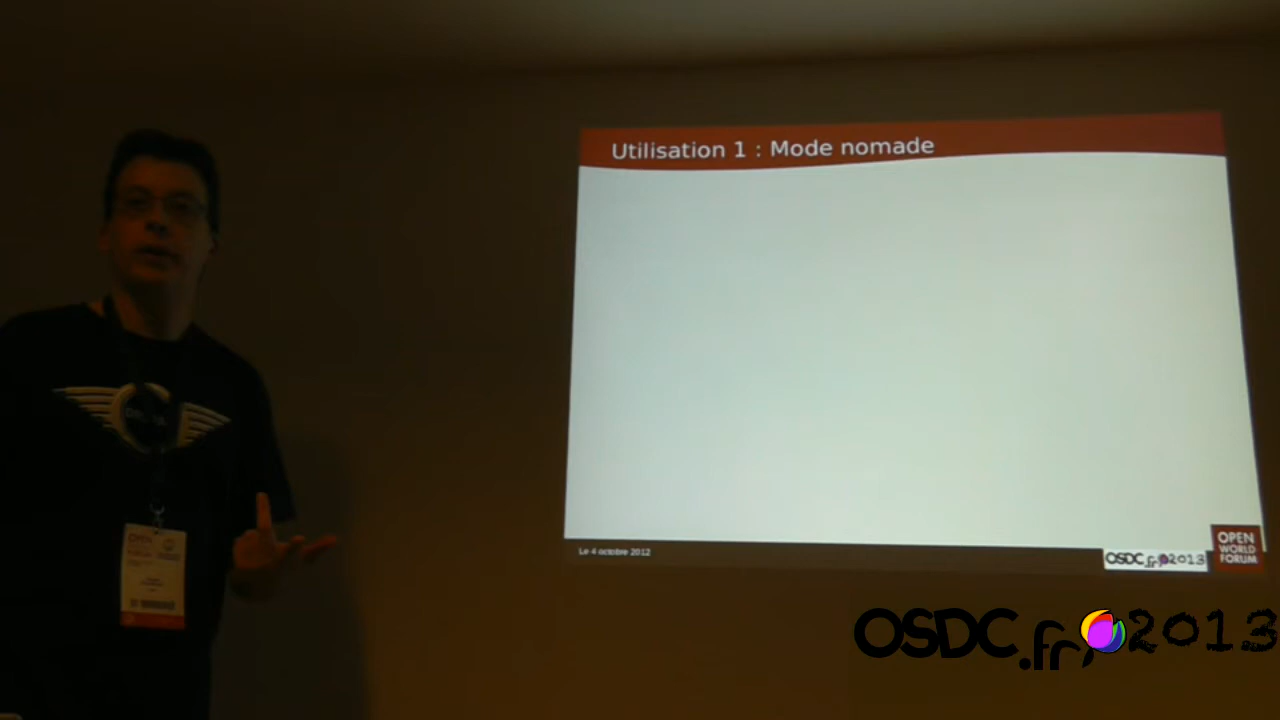 Utilisation 1 : Mode nomade
Le 4 octobre 2012
OSDC.fr 2013
OPEN
WORLD
FORUM
OSDC.fr 2013